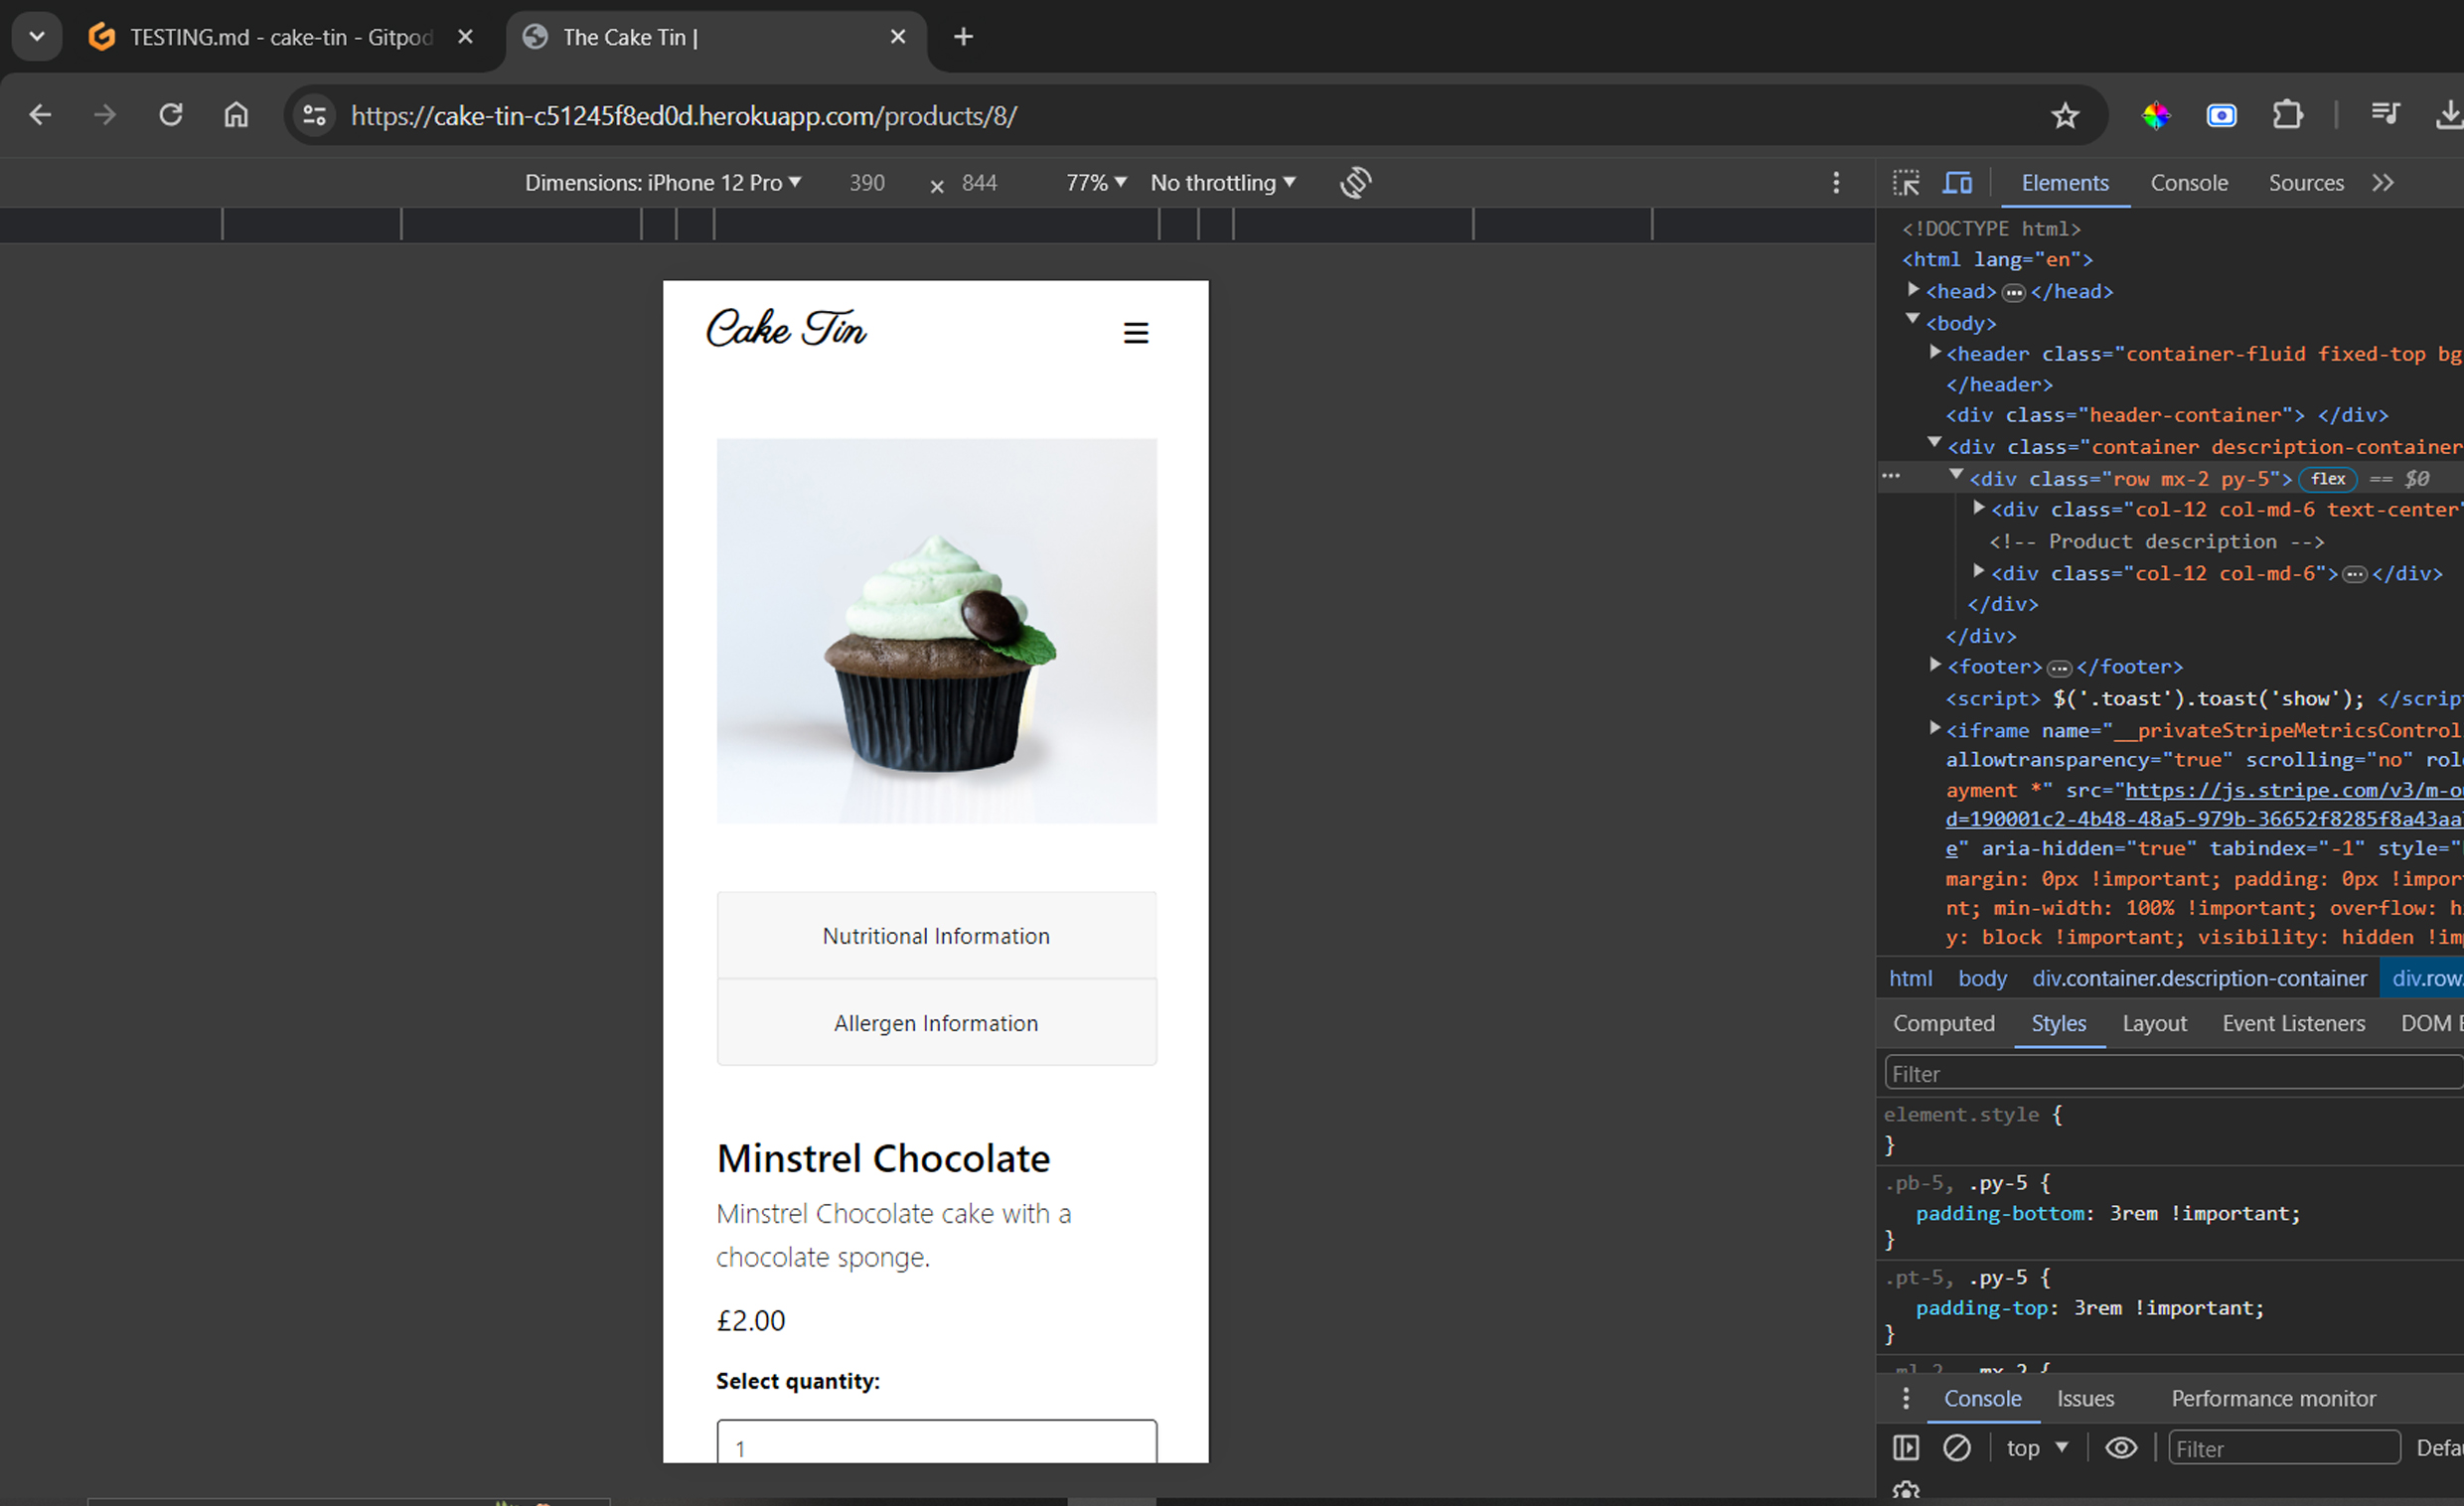 TESTING.md - cake-tin - Gitpod
The Cake Tin |
https://cake-tin-c51245f8ed0d.herokuapp.com/products/8/
Dimensions: iPhone 12 Pro ▼ 390 × 844 77% ▼ No throttling ▼
Elements Console Sources
Cake Tin
Nutritional Information
Allergen Information
Minstrel Chocolate
Minstrel Chocolate cake with a
chocolate sponge.
£2.00
Select quantity:
1
<!DOCTYPE html>
<html lang="en">
<head> ... </head>
<body>
<header class="container-fluid fixed-top bg
</header>
<div class="header-container"> </div>
<div class="container description-container
<div class="row mx-2 py-5"> flex == $0
<div class="col-12 col-md-6 text-center"
<!-- Product description -->
<div class="col-12 col-md-6"> ... </div>
</div>
</div>
<footer> ... </footer>
<script> $('.toast').toast('show'); </scrip
<iframe name="__privateStripeMetricsControl
allowtransparency="true" scrolling="no" rol
ayment *" src="https://js.stripe.com/v3/m-o
d=190001c2-4b48-48a5-979b-36652f8285f8a43aa
e" aria-hidden="true" tabindex="-1" style="
margin: 0px !important; padding: 0px !impor
nt; min-width: 100% !important; overflow: h
y: block !important; visibility: hidden !im
html body div.container.description-container div.row.
Computed Styles Layout Event Listeners DOM
Filter
element.style {
}
.pb-5, .py-5 {
padding-bottom: 3rem !important;
}
.pt-5, .py-5 {
padding-top: 3rem !important;
}
.ml-2, .mx-2 {
Console Issues Performance monitor
top ▼ Filter Defa